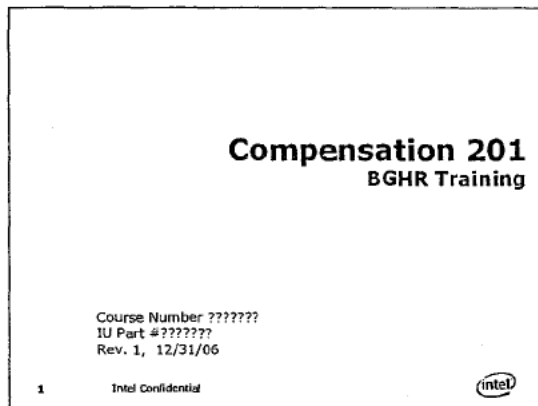 Compensation 201
BGHR Training
Course Number ???????
IU Part #???????
Rev. 1, 12/31/06
1 Intel Confidential
intel